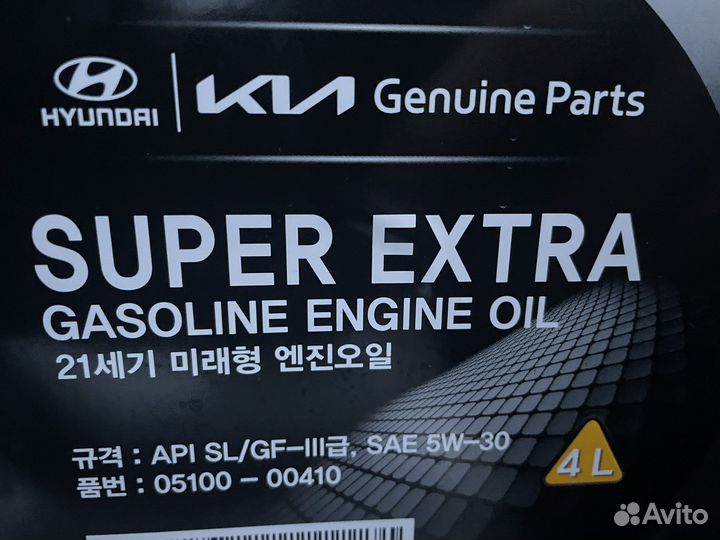 HYUNDAI KIA Genuine Parts
SUPER EXTRA
GASOLINE ENGINE OIL
21세기 미래형 엔진오일
규격 : API SL/GF-III급, SAE 5W-30
품번 : 05100 - 00410
4 L
Avito